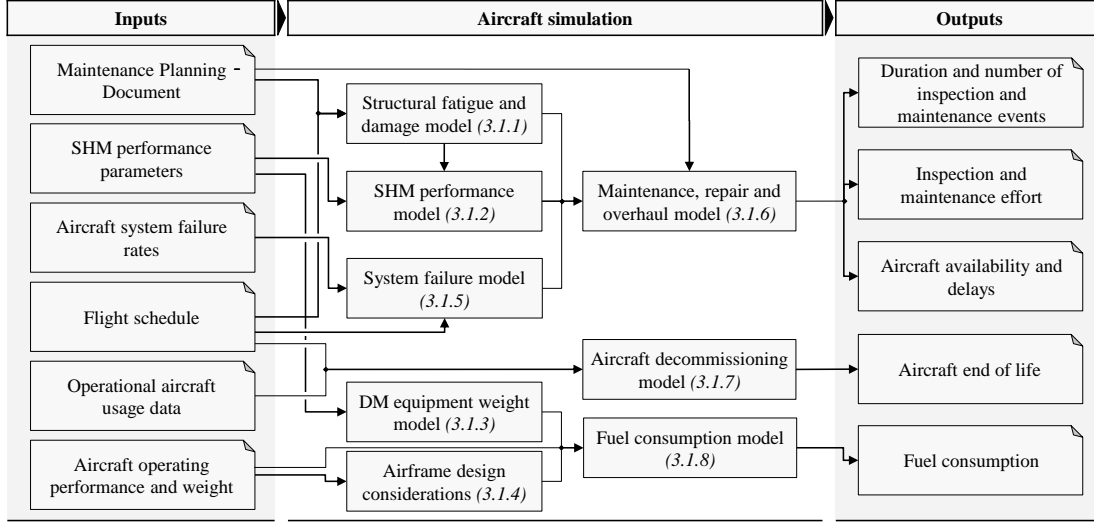 Inputs
Aircraft simulation
Outputs
Maintenance Planning -
Document
SHM performance
parameters
Aircraft system failure
rates
Flight schedule
Operational aircraft
usage data
Aircraft operating
performance and weight
Structural fatigue and
damage model (3.1.1)
SHM performance
model (3.1.2)
System failure model
(3.1.5)
DM equipment weight
model (3.1.3)
Airframe design
considerations (3.1.4)
Maintenance, repair and
overhaul model (3.1.6)
Aircraft decommissioning
model (3.1.7)
Fuel consumption model
(3.1.8)
Duration and number of
inspection and
maintenance events
Inspection and
maintenance effort
Aircraft availability and
delays
Aircraft end of life
Fuel consumption